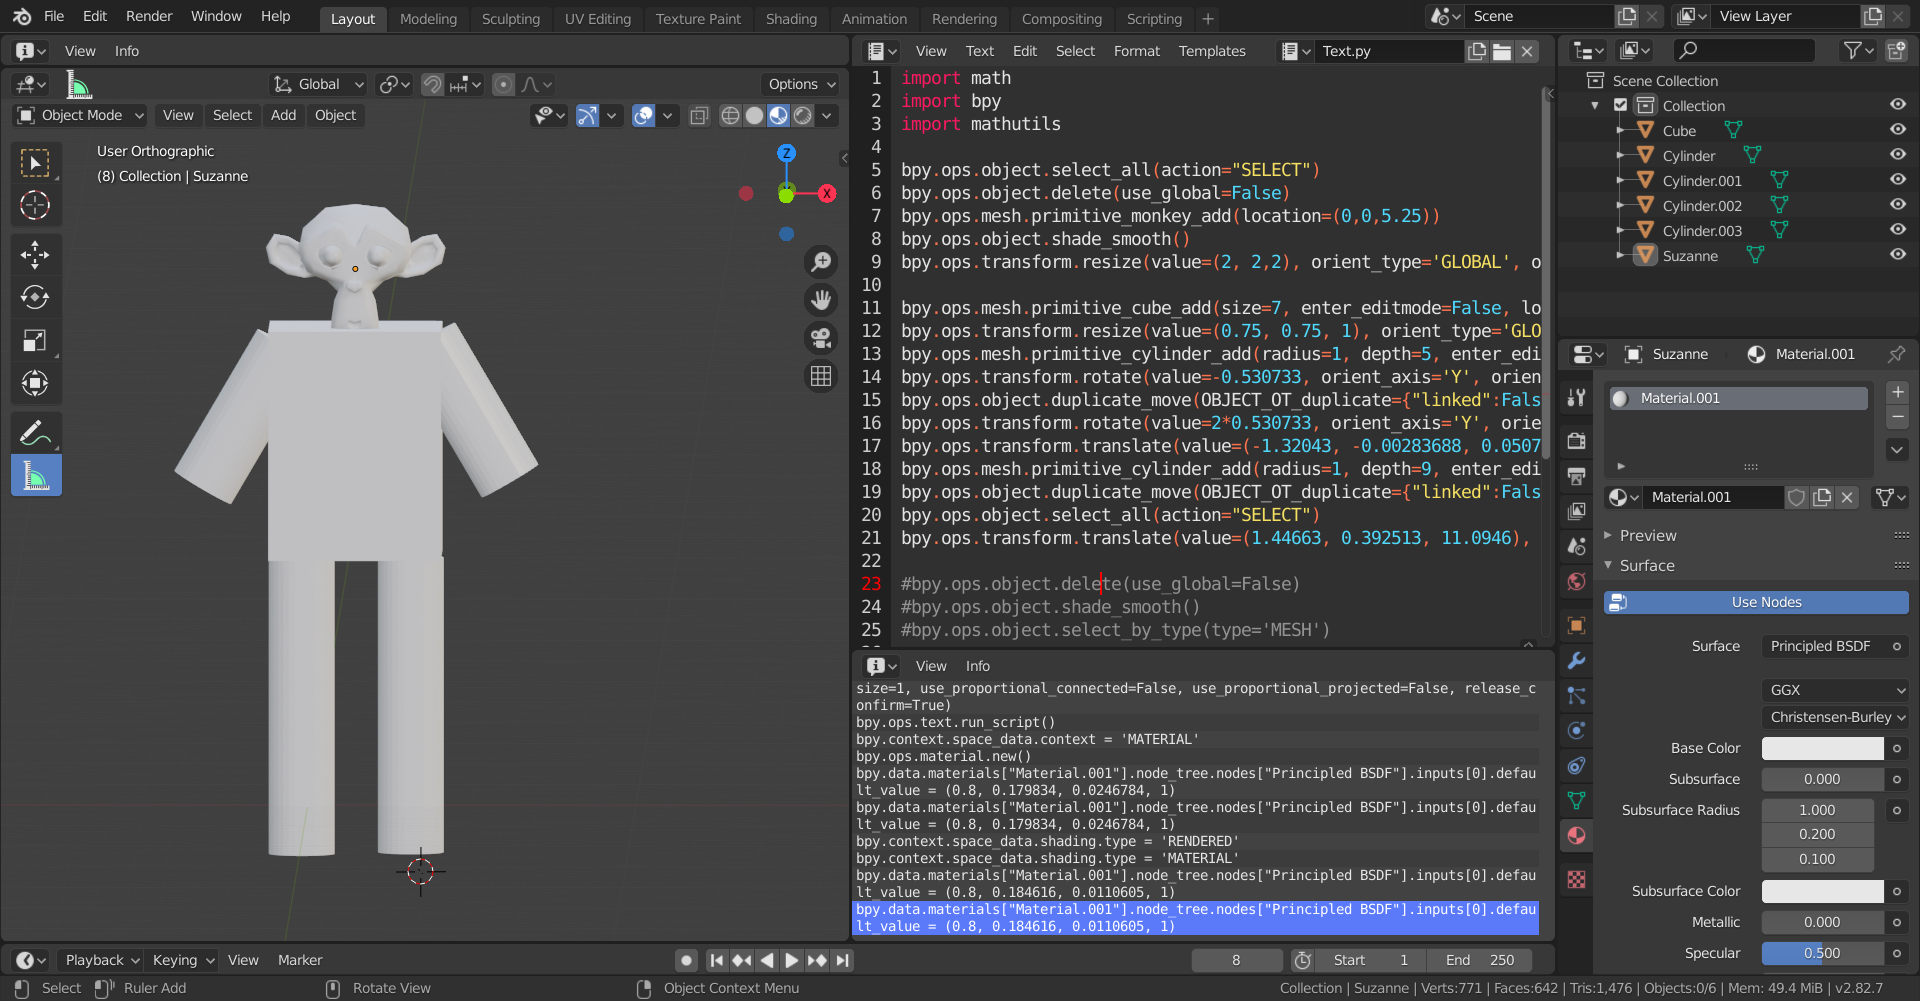 File Edit Render Window Help Layout Modeling Sculpting UV Editing Texture Paint Shading Animation Rendering Compositing Scripting + Scene View Layer
View Info
Global Options
Object Mode View Select Add Object
User Orthographic
(8) Collection | Suzanne
Z
X
View Text Edit Select Format Templates Text.py
1 import math
2 import bpy
3 import mathutils
4
5 bpy.ops.object.select_all(action="SELECT")
6 bpy.ops.object.delete(use_global=False)
7 bpy.ops.mesh.primitive_monkey_add(location=(0,0,5.25))
8 bpy.ops.object.shade_smooth()
9 bpy.ops.transform.resize(value=(2, 2,2), orient_type='GLOBAL', o
10
11 bpy.ops.mesh.primitive_cube_add(size=7, enter_editmode=False, lo
12 bpy.ops.transform.resize(value=(0.75, 0.75, 1), orient_type='GLO
13 bpy.ops.mesh.primitive_cylinder_add(radius=1, depth=5, enter_edi
14 bpy.ops.transform.rotate(value=-0.530733, orient_axis='Y', orien
15 bpy.ops.object.duplicate_move(OBJECT_OT_duplicate={"linked":Fals
16 bpy.ops.transform.rotate(value=2*0.530733, orient_axis='Y', orie
17 bpy.ops.transform.translate(value=(-1.32043, -0.00283688, 0.0507
18 bpy.ops.mesh.primitive_cylinder_add(radius=1, depth=9, enter_edi
19 bpy.ops.object.duplicate_move(OBJECT_OT_duplicate={"linked":Fals
20 bpy.ops.object.select_all(action="SELECT")
21 bpy.ops.transform.translate(value=(1.44663, 0.392513, 11.0946),
22
23 #bpy.ops.object.delete(use_global=False)
24 #bpy.ops.object.shade_smooth()
25 #bpy.ops.object.select_by_type(type='MESH')
View Info
size=1, use_proportional_connected=False, use_proportional_projected=False, release_c
onfirm=True)
bpy.ops.text.run_script()
bpy.context.space_data.context = 'MATERIAL'
bpy.ops.material.new()
bpy.data.materials["Material.001"].node_tree.nodes["Principled BSDF"].inputs[0].defau
lt_value = (0.8, 0.179834, 0.0246784, 1)
bpy.data.materials["Material.001"].node_tree.nodes["Principled BSDF"].inputs[0].defau
lt_value = (0.8, 0.179834, 0.0246784, 1)
bpy.context.space_data.shading.type = 'RENDERED'
bpy.context.space_data.shading.type = 'MATERIAL'
bpy.data.materials["Material.001"].node_tree.nodes["Principled BSDF"].inputs[0].defau
lt_value = (0.8, 0.184616, 0.0110605, 1)
bpy.data.materials["Material.001"].node_tree.nodes["Principled BSDF"].inputs[0].defau
lt_value = (0.8, 0.184616, 0.0110605, 1)
Scene Collection
Collection
Cube
Cylinder
Cylinder.001
Cylinder.002
Cylinder.003
Suzanne
Suzanne Material.001
Material.001
Material.001
Preview
Surface
Use Nodes
Surface Principled BSDF
GGX
Christensen-Burley
Base Color
Subsurface 0.000
Subsurface Radius 1.000
0.200
0.100
Subsurface Color
Metallic 0.000
Specular 0.500
Playback Keying View Marker 8 Start 1 End 250
Select Ruler Add Rotate View Object Context Menu Collection | Suzanne | Verts:771 | Faces:642 | Tris:1,476 | Objects:0/6 | Mem: 49.4 MiB | v2.82.7